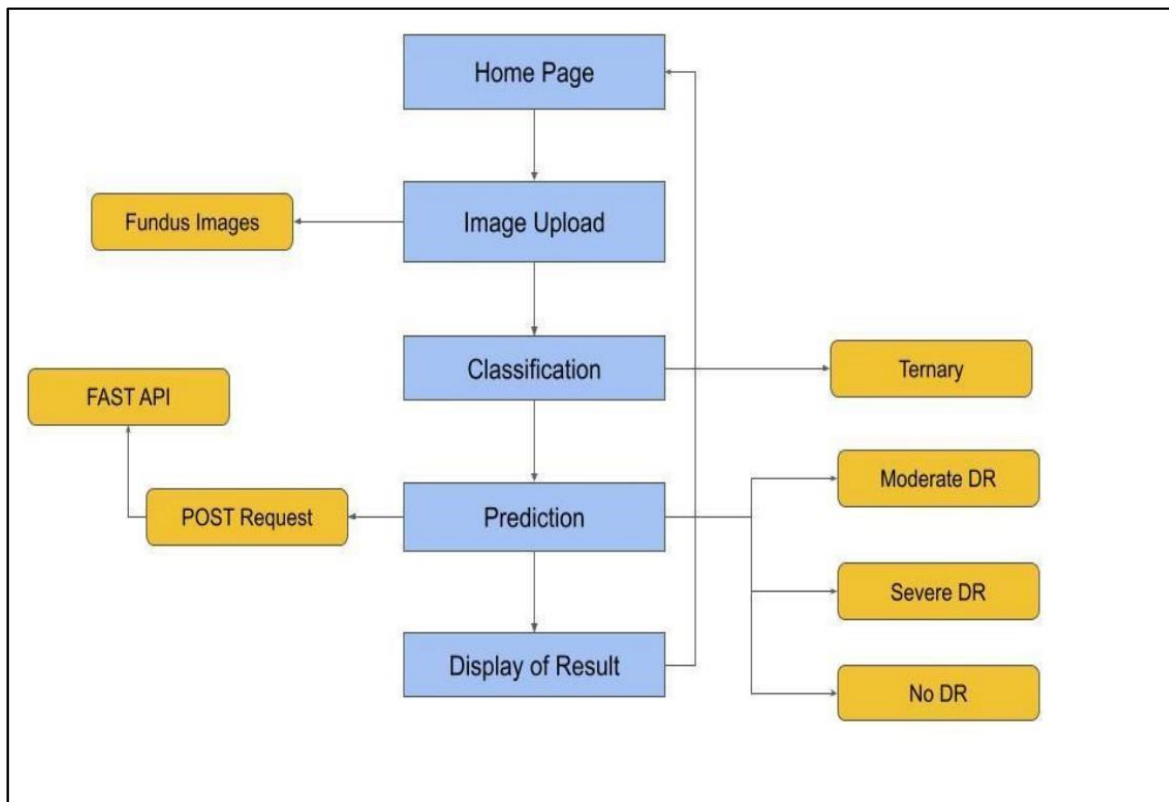 Home Page
Fundus Images
Image Upload
Classification
Ternary
FAST API
Moderate DR
POST Request
Prediction
Severe DR
Display of Result
No DR